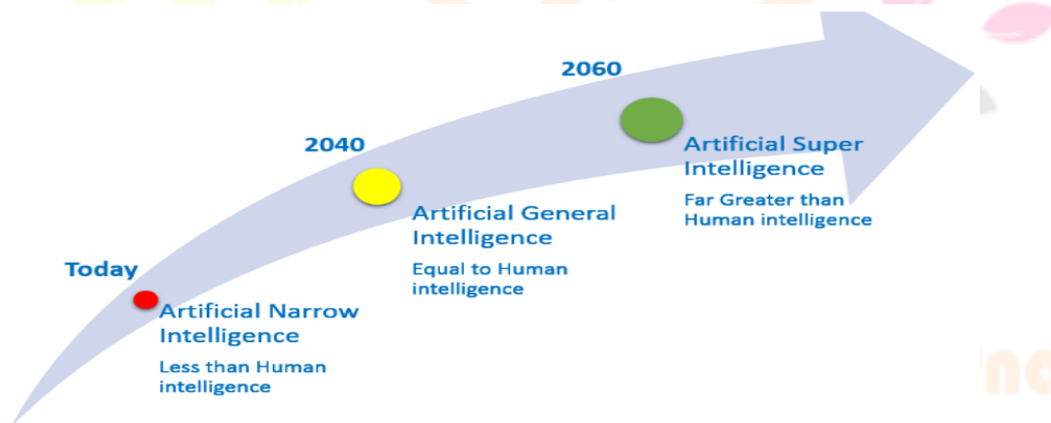 Today
Artificial Narrow
Intelligence
Less than Human
intelligence
2040
Artificial General
Intelligence
Equal to Human
intelligence
2060
Artificial Super
Intelligence
Far Greater than
Human intelligence